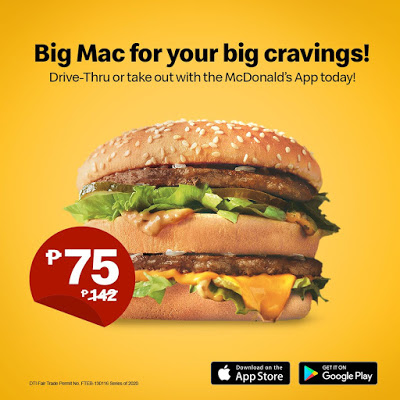 Big Mac for your big cravings!
Drive-Thru or take out with the McDonald's App today!
₱75
₱142
DTI Fair Trade Permit No. FTEB-100116 Series of 2020
Download on the
App Store
GET IT ON
Google Play